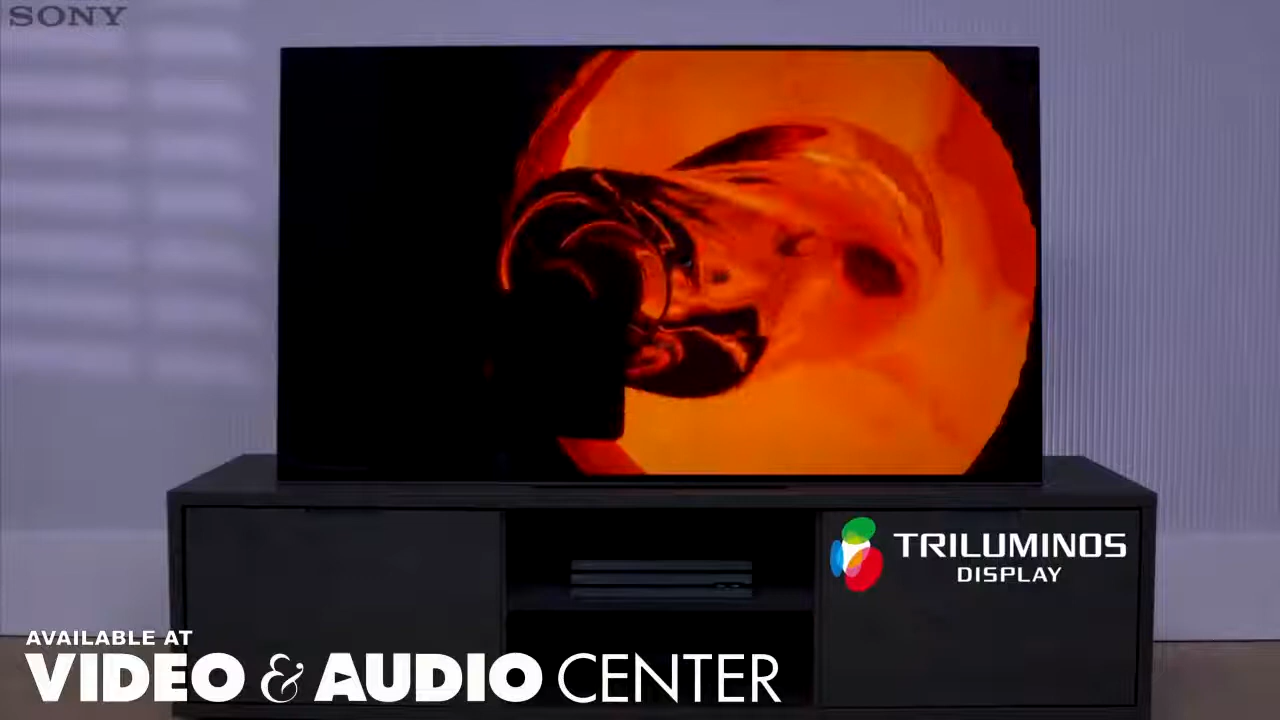 SONY
TRILUMINOS
DISPLAY
AVAILABLE AT
VIDEO & AUDIO CENTER